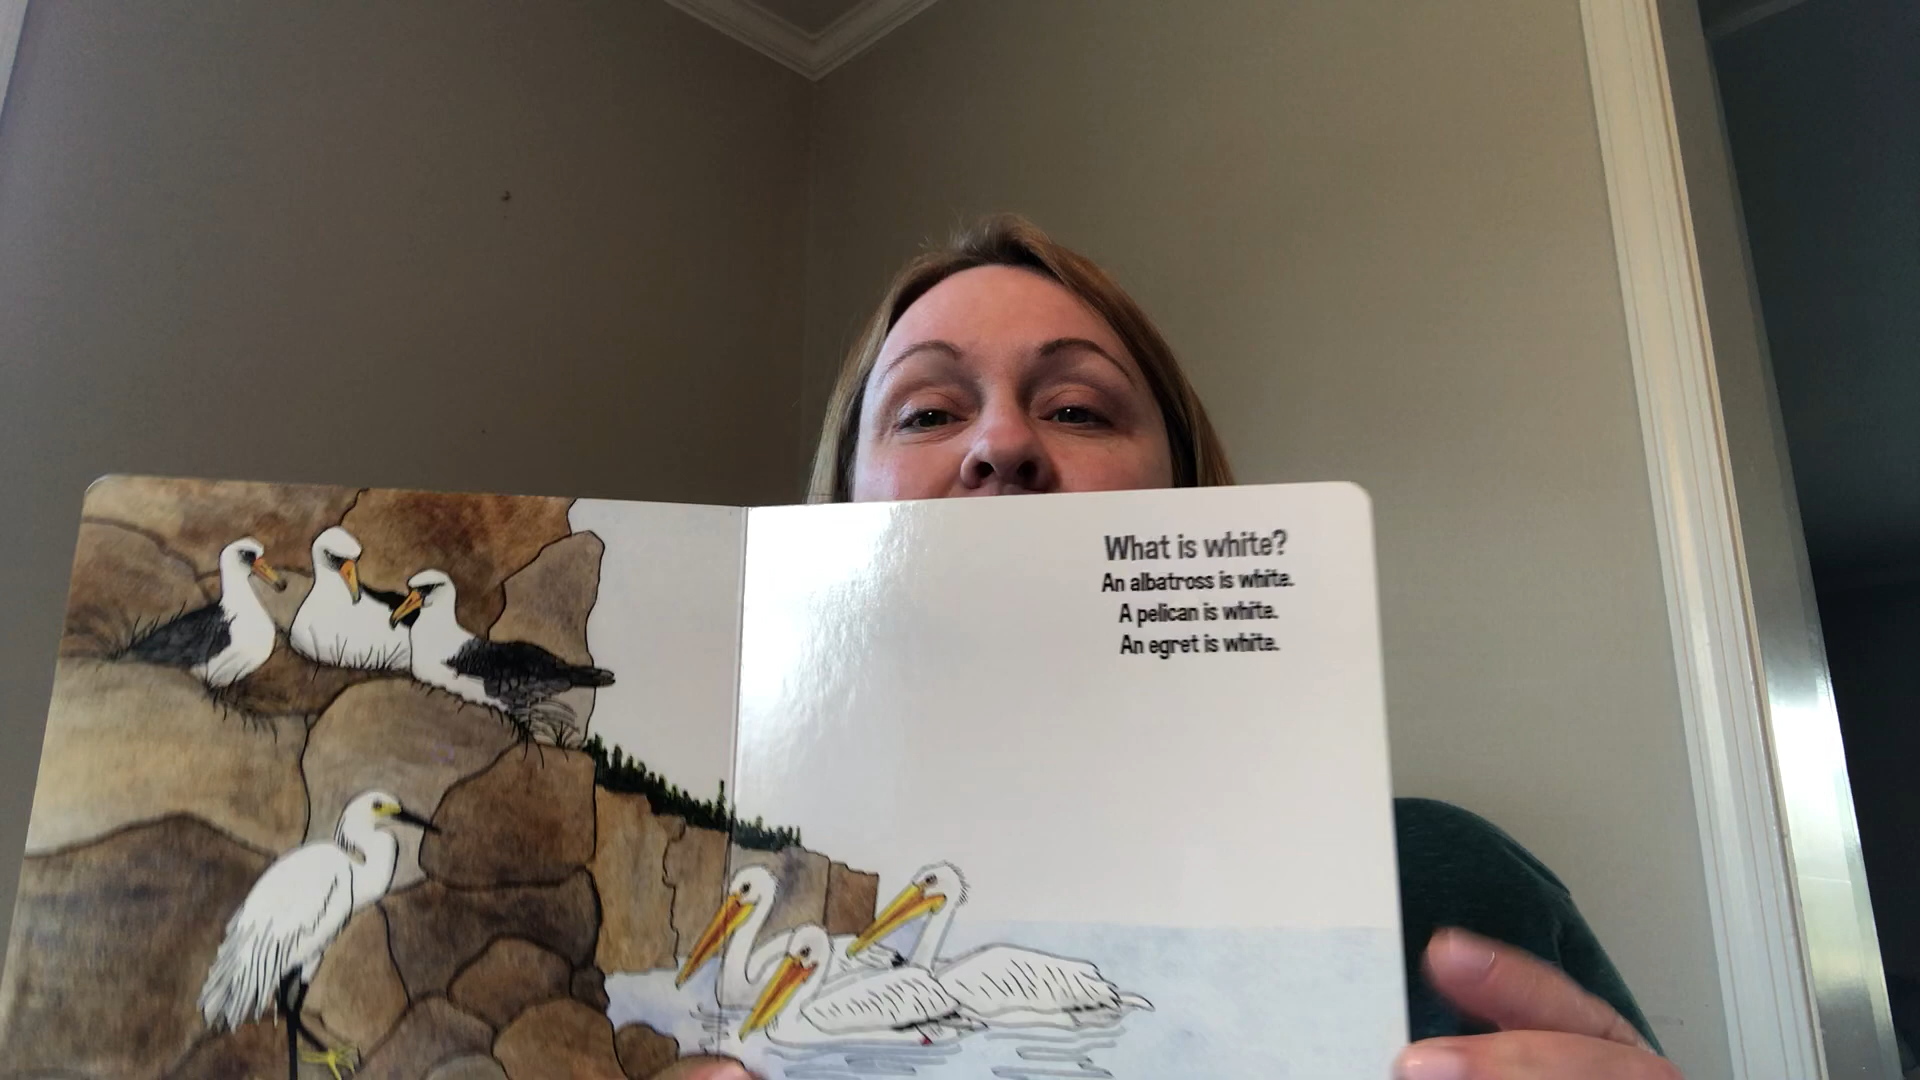 What is white?
An albatross is white.
A pelican is white.
An egret is white.